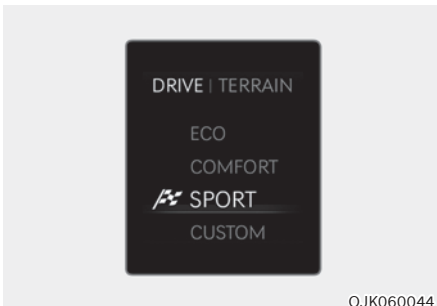 DRIVE | TERRAIN
ECO
COMFORT
SPORT
CUSTOM
OJK060044